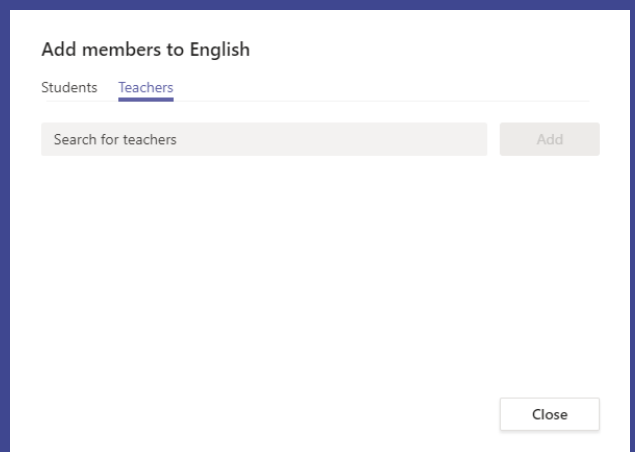 Add members to English
Students Teachers
Search for teachers Add
Close